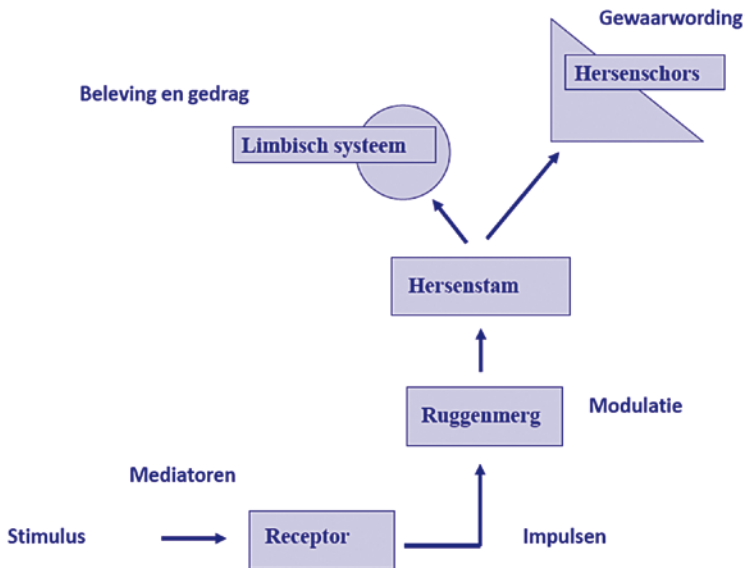 Gewaarwording
Hersenschors
Beleving en gedrag
Limbisch systeem
Hersenstam
Ruggenmerg
Modulatie
Mediatoren
Stimulus
Receptor
Impulsen